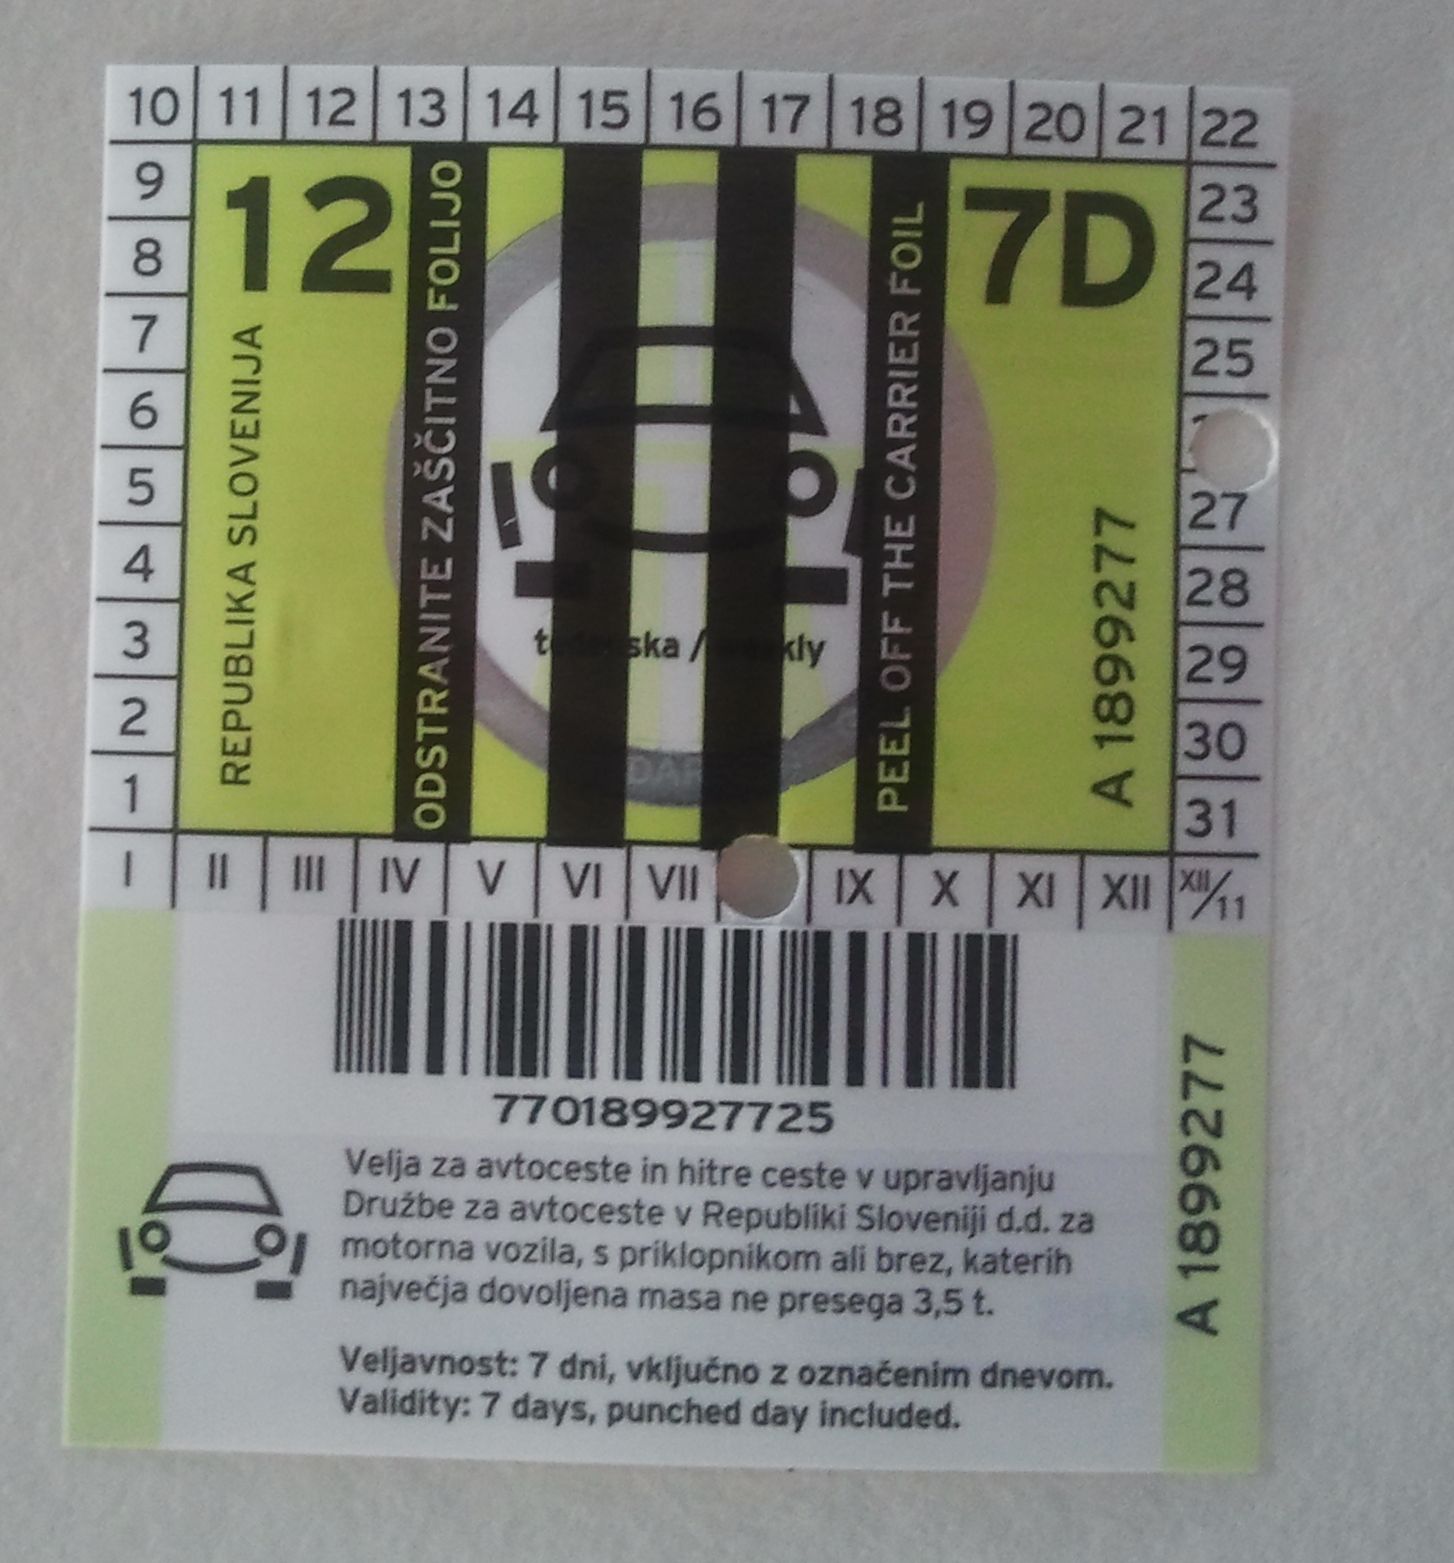 10 11 12 13 14 15 16 17 18 19 20 21 22
9
8
7
6
5
4
3
2
1
12
7D
REPUBLIKA SLOVENIJA
ODSTRANITE ZAŠČITNO FOLIJO
PEEL OFF THE CARRIER FOIL
A 1899277
23
24
25
27
28
29
30
31
I II III IV V VI VII IX X XI XII XII/11
770189927725
Velja za avtoceste in hitre ceste v upravljanju
Družbe za avtoceste v Republiki Sloveniji d.d. za
motorna vozila, s priklopnikom ali brez, katerih
največja dovoljena masa ne presega 3,5 t.
Veljavnost: 7 dni, vključno z označenim dnevom.
Validity: 7 days, punched day included.
A 1899277